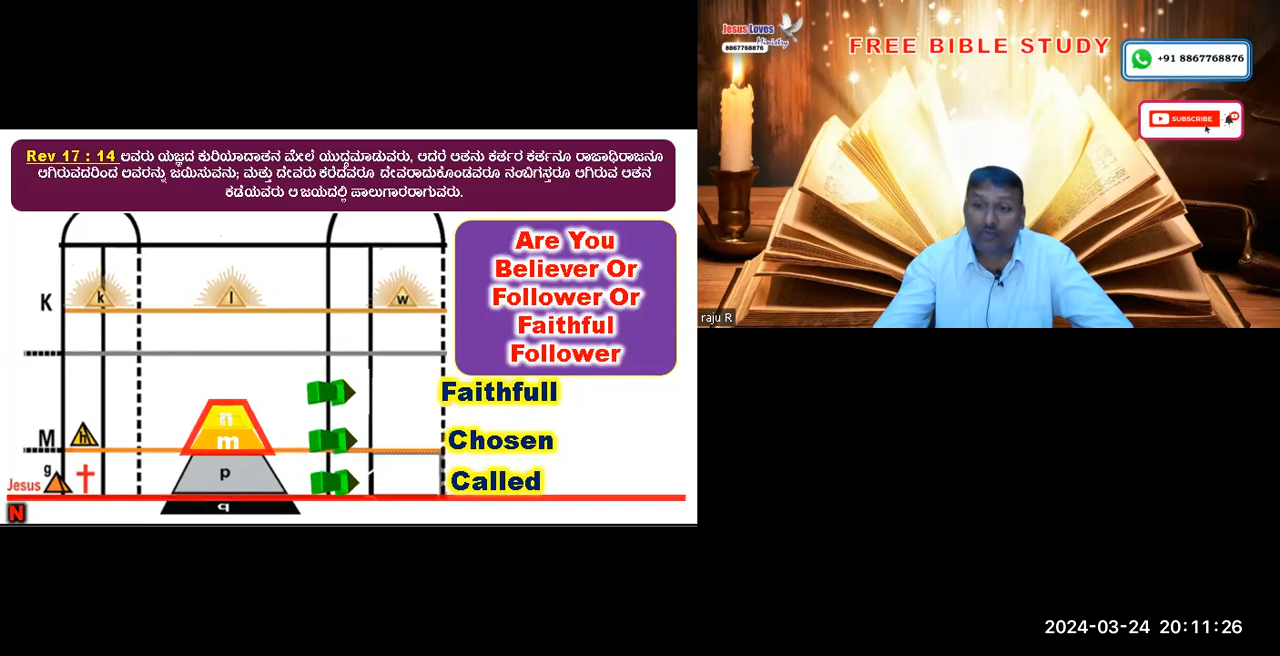 Rev 17 : 14 ಅವರು ಯಜ್ಞದ ಕುರಿಯಾದಾತನ ಮೇಲೆ ಯುದ್ಧಮಾಡುವರು, ಆದರೆ ಆತನು ಕರ್ತರ ಕರ್ತನೂ ರಾಜಾಧಿರಾಜನೂ
ಆಗಿರುವದರಿಂದ ಅವರನ್ನು ಜಯಿಸುವನು; ಮತ್ತು ದೇವರು ಕರೆದವರೂ ದೇವರಾದುಕೊಂಡವರೂ ನಂಬಿಗಸ್ತರೂ ಆಗಿರುವ ಆತನ
ಕಡೆಯವರು ಆ ಜಯದಲ್ಲಿ ಪಾಲುಗಾರರಾಗುವರು.
Are You
Believer Or
Follower Or
Faithful
Follower
K
k
l
w
Faithfull
n
M
m
Chosen
g
p
Jesus
Called
q
N
Jesus Loves
Ministry
8867768876
FREE BIBLE STUDY
+91 8867768876
SUBSCRIBE
raju R
2024-03-24 20:11:26